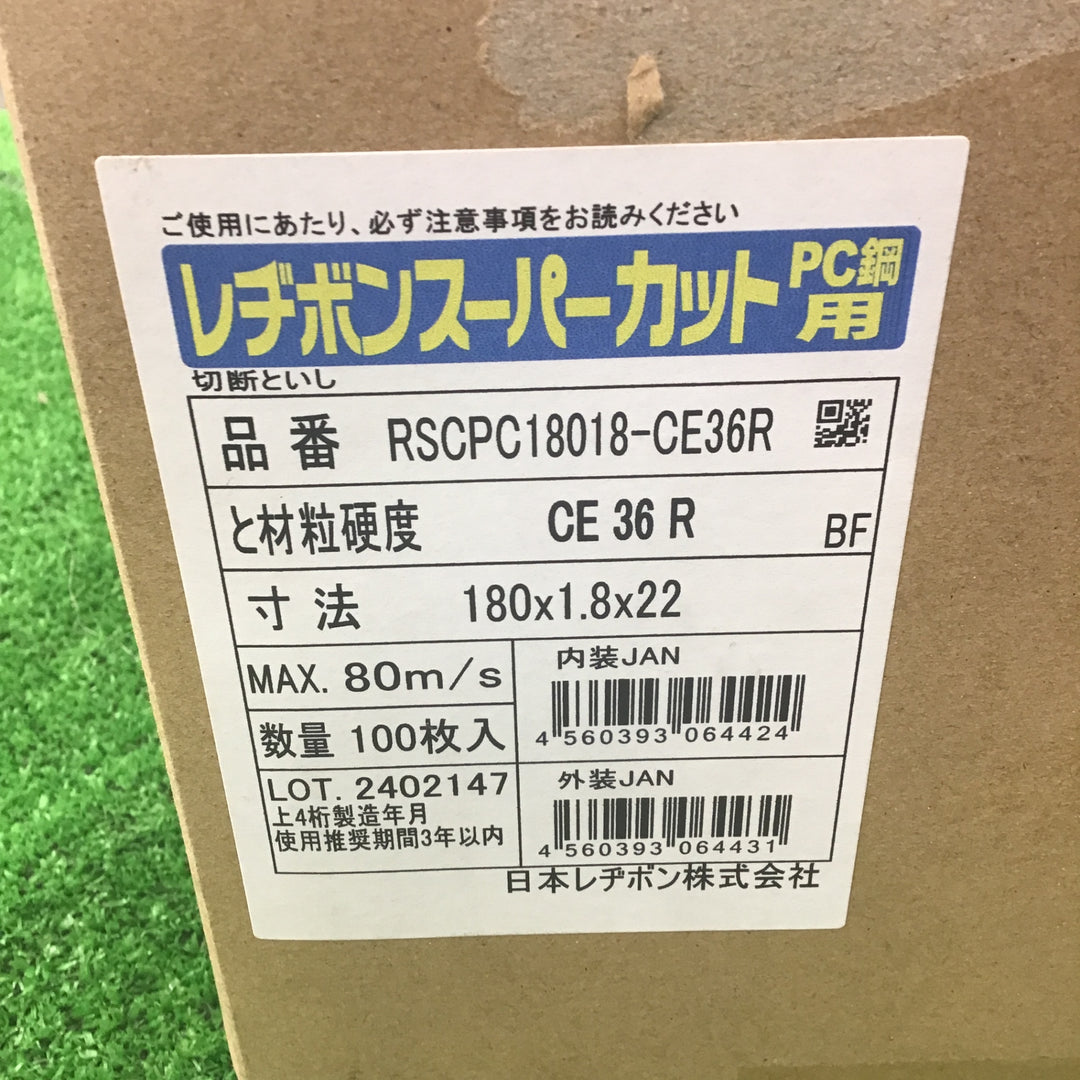 ご使用にあたり、必ず注意事項をお読みください
レヂボンスーパーカット PC鋼用
切断といし
品番 RSCPC18018-CE36R
と材粒硬度 CE 36 R BF
寸法 180x1.8x22
MAX. 80m/s
数量 100枚入
LOT. 2402147
上4桁製造年月
使用推奨期間3年以内
内装JAN
4 560393 064424
外装JAN
4 560393 064431
日本レヂボン株式会社